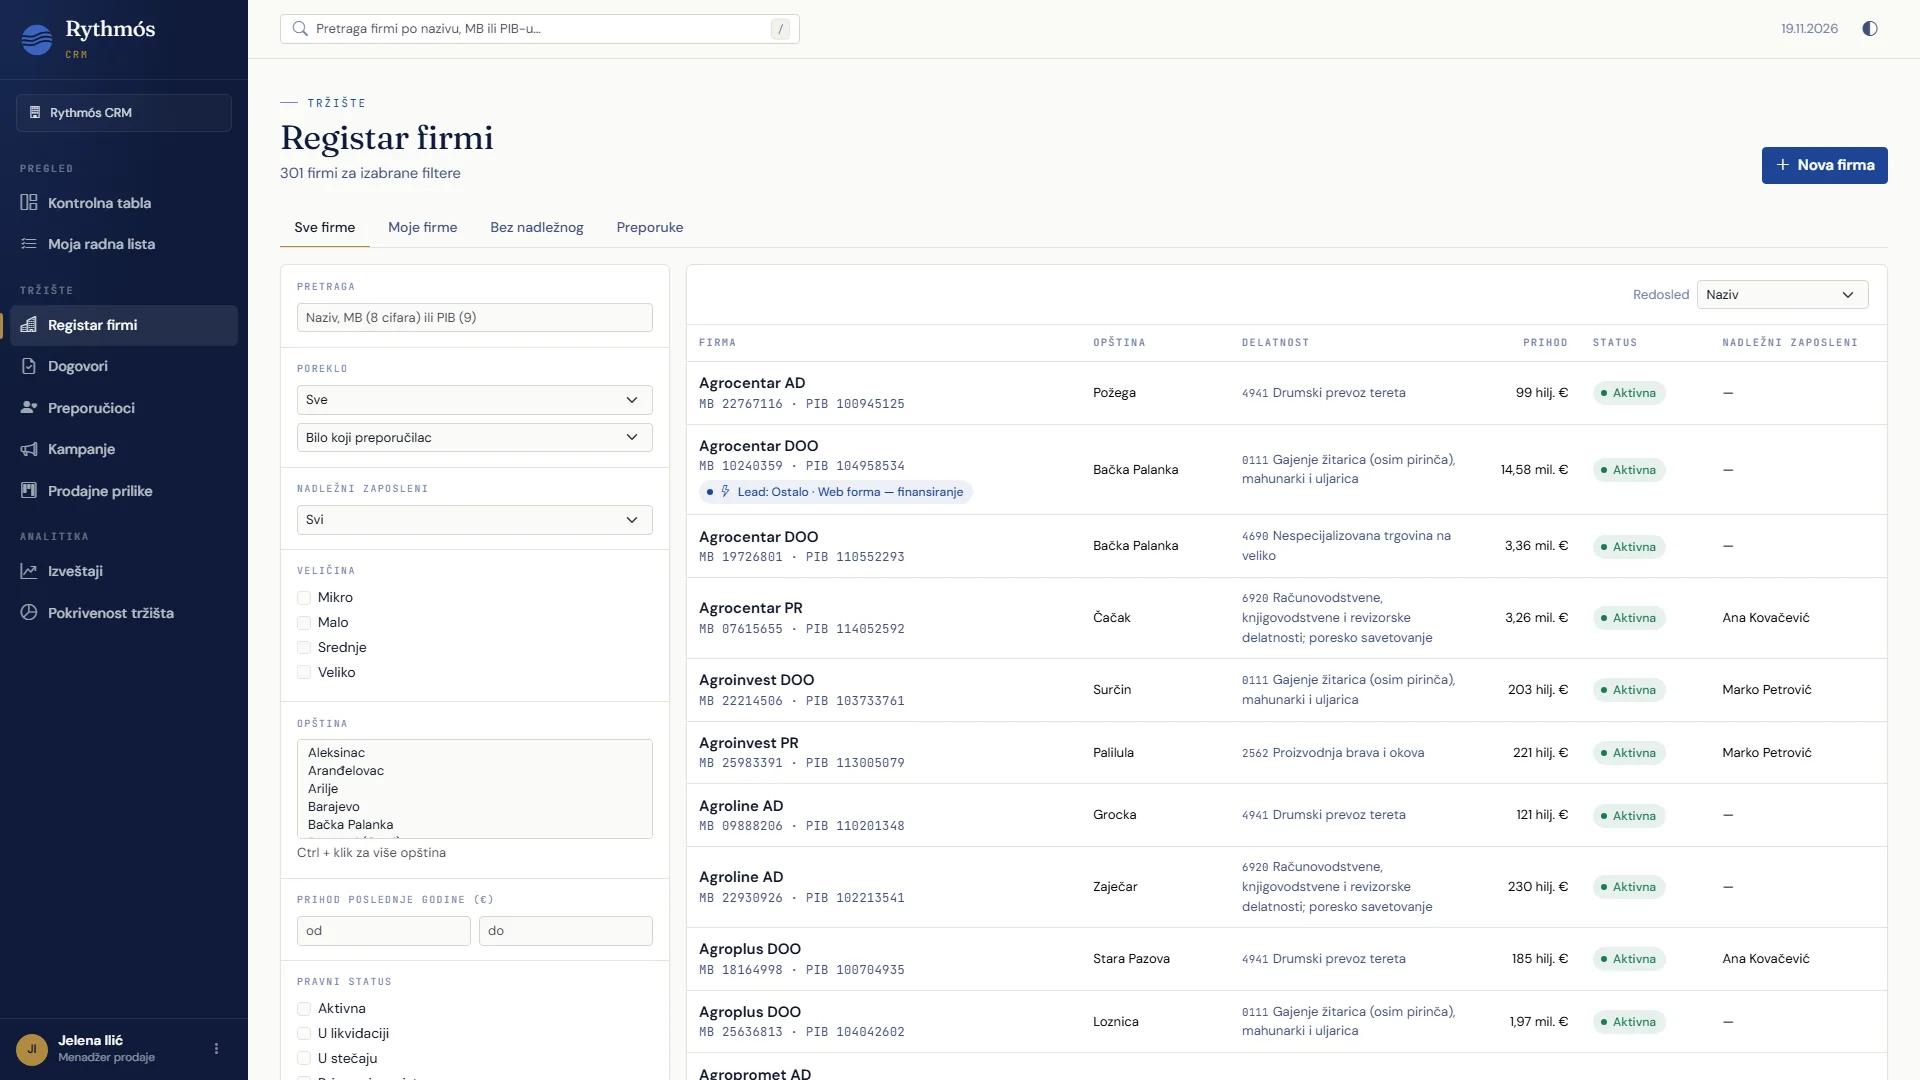 Rythmós
CRM
Rythmós CRM
PREGLED
Kontrolna tabla
Moja radna lista
TRŽIŠTE
Registar firmi
Dogovori
Preporučioci
Kampanje
Prodajne prilike
ANALITIKA
Izveštaji
Pokrivenost tržišta
JI
Jelena Ilić
Menadžer prodaje
Pretraga firmi po nazivu, MB ili PIB-u…
/
19.11.2026
TRŽIŠTE
Registar firmi
301 firmi za izabrane filtere
Nova firma
Sve firme
Moje firme
Bez nadležnog
Preporuke
PRETRAGA
Naziv, MB (8 cifara) ili PIB (9)
POREKLO
Sve
Bilo koji preporučilac
NADLEŽNI ZAPOSLENI
Svi
VELIČINA
Mikro
Malo
Srednje
Veliko
OPŠTINA
Aleksinac
Aranđelovac
Arilje
Barajevo
Bačka Palanka
Ctrl + klik za više opština
PRIHOD POSLEDNJE GODINE (€)
od
do
PRAVNI STATUS
Aktivna
U likvidaciji
U stečaju
Redosled
Naziv
FIRMA OPŠTINA DELATNOST PRIHOD STATUS NADLEŽNI ZAPOSLENI
Agrocentar AD
MB 22767116 · PIB 100945125
Požega
4941 Drumski prevoz tereta
99 hilj. €
Aktivna
—
Agrocentar DOO
MB 10240359 · PIB 104958534
Lead: Ostalo · Web forma — finansiranje
Bačka Palanka
0111 Gajenje žitarica (osim pirinča),
mahunarki i uljarica
14,58 mil. €
Aktivna
—
Agrocentar DOO
MB 19726801 · PIB 110552293
Bačka Palanka
4690 Nespecijalizovana trgovina na
veliko
3,36 mil. €
Aktivna
—
Agrocentar PR
MB 07615655 · PIB 114052592
Čačak
6920 Računovodstvene,
knjigovodstvene i revizorske
delatnosti; poresko savetovanje
3,26 mil. €
Aktivna
Ana Kovačević
Agroinvest DOO
MB 22214506 · PIB 103733761
Surčin
0111 Gajenje žitarica (osim pirinča),
mahunarki i uljarica
203 hilj. €
Aktivna
Marko Petrović
Agroinvest PR
MB 25983391 · PIB 113005079
Palilula
2562 Proizvodnja brava i okova
221 hilj. €
Aktivna
Marko Petrović
Agroline AD
MB 09888206 · PIB 110201348
Grocka
4941 Drumski prevoz tereta
121 hilj. €
Aktivna
—
Agroline AD
MB 22930926 · PIB 102213541
Zaječar
6920 Računovodstvene,
knjigovodstvene i revizorske
delatnosti; poresko savetovanje
230 hilj. €
Aktivna
—
Agroplus DOO
MB 18164998 · PIB 100704935
Stara Pazova
4941 Drumski prevoz tereta
185 hilj. €
Aktivna
Ana Kovačević
Agroplus DOO
MB 25636813 · PIB 104042602
Loznica
0111 Gajenje žitarica (osim pirinča),
mahunarki i uljarica
1,97 mil. €
Aktivna
—
Agropromet AD